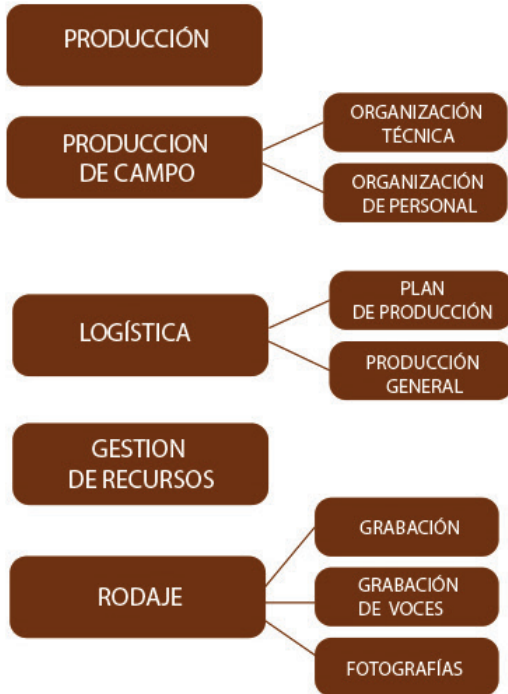 PRODUCCIÓN
PRODUCCION
DE CAMPO
ORGANIZACIÓN
TÉCNICA
ORGANIZACIÓN
DE PERSONAL
LOGÍSTICA
PLAN
DE PRODUCCIÓN
PRODUCCIÓN
GENERAL
GESTION
DE RECURSOS
RODAJE
GRABACIÓN
GRABACIÓN
DE VOCES
FOTOGRAFÍAS